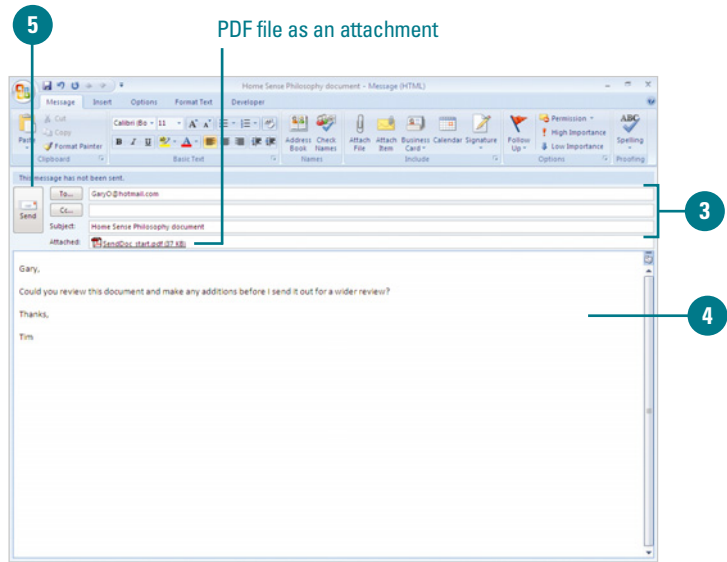 5
PDF file as an attachment
Home Sense Philosophy document - Message (HTML)
Message Insert Options Format Text Developer
Paste
Cut
Copy
Format Painter
Clipboard
Calibri (Bo 11
B I U
Basic Text
Address Book
Check Names
Names
Attach File
Attach Item
Business Card
Calendar
Signature
Include
Follow Up
Permission
High Importance
Low Importance
Options
ABC
Spelling
Proofing
This message has not been sent.
Send
To... GaryO@hotmail.com
Cc...
Subject: Home Sense Philosophy document
Attached: SendDoc_start.pdf (37 KB)
3
Gary,
Could you review this document and make any additions before I send it out for a wider review?
4
Thanks,
Tim